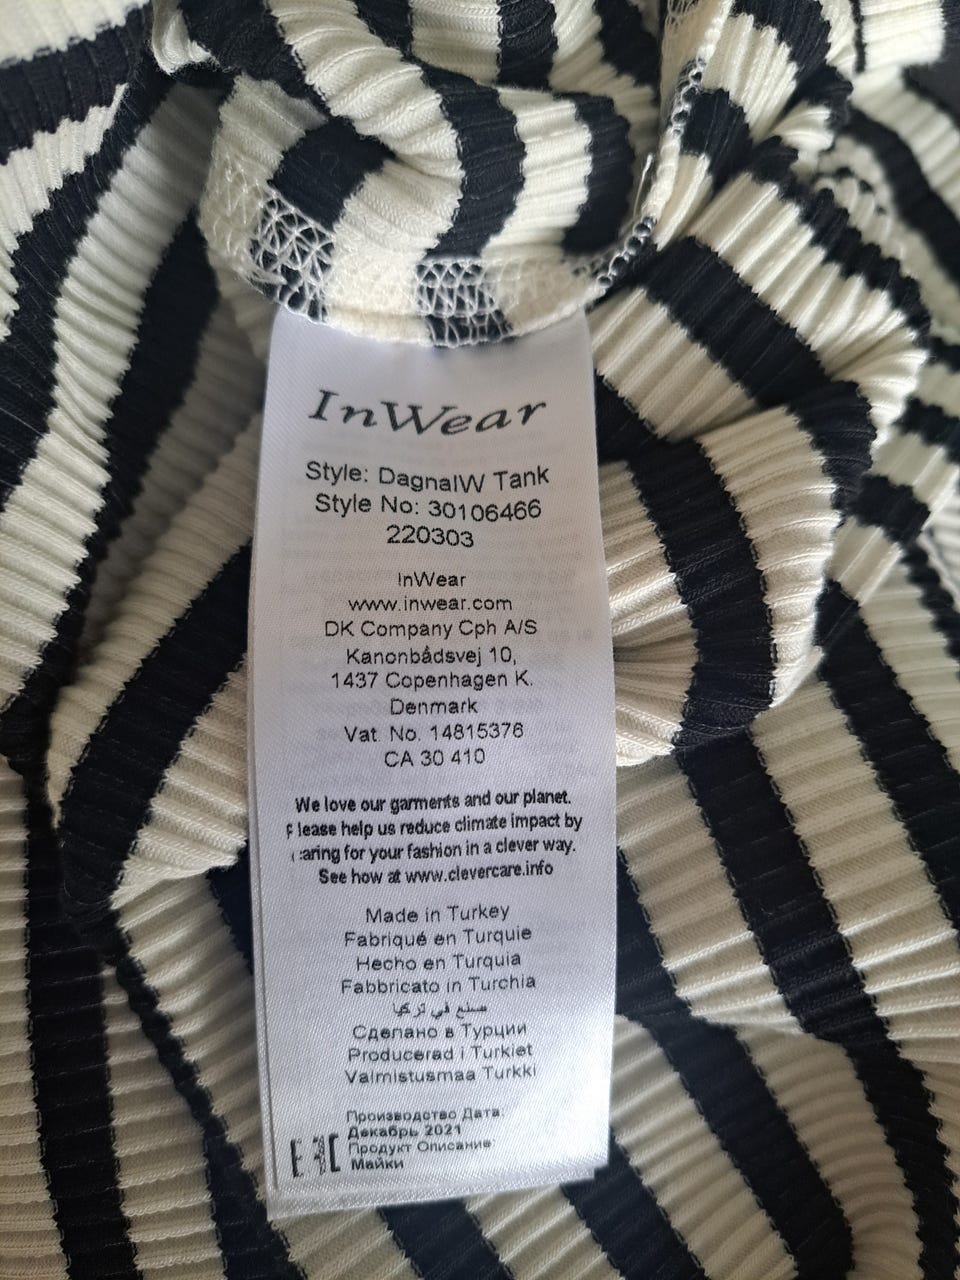 InWear
Style: DagnaIW Tank
Style No: 30106466
220303
InWear
www.inwear.com
DK Company Cph A/S
Kanonbådsvej 10,
1437 Copenhagen K.
Denmark
Vat. No. 14815376
CA 30 410
We love our garments and our planet.
Please help us reduce climate impact by
caring for your fashion in a clever way.
See how at www.clevercare.info
Made in Turkey
Fabriqué en Turquie
Hecho en Turquia
Fabbricato in Turchia
صنع في تركيا
Сделано в Турции
Producerad i Turkiet
Valmistusmaa Turkki
Производство Дата:
Декабрь 2021
Продукт Описание:
Майки
EAC